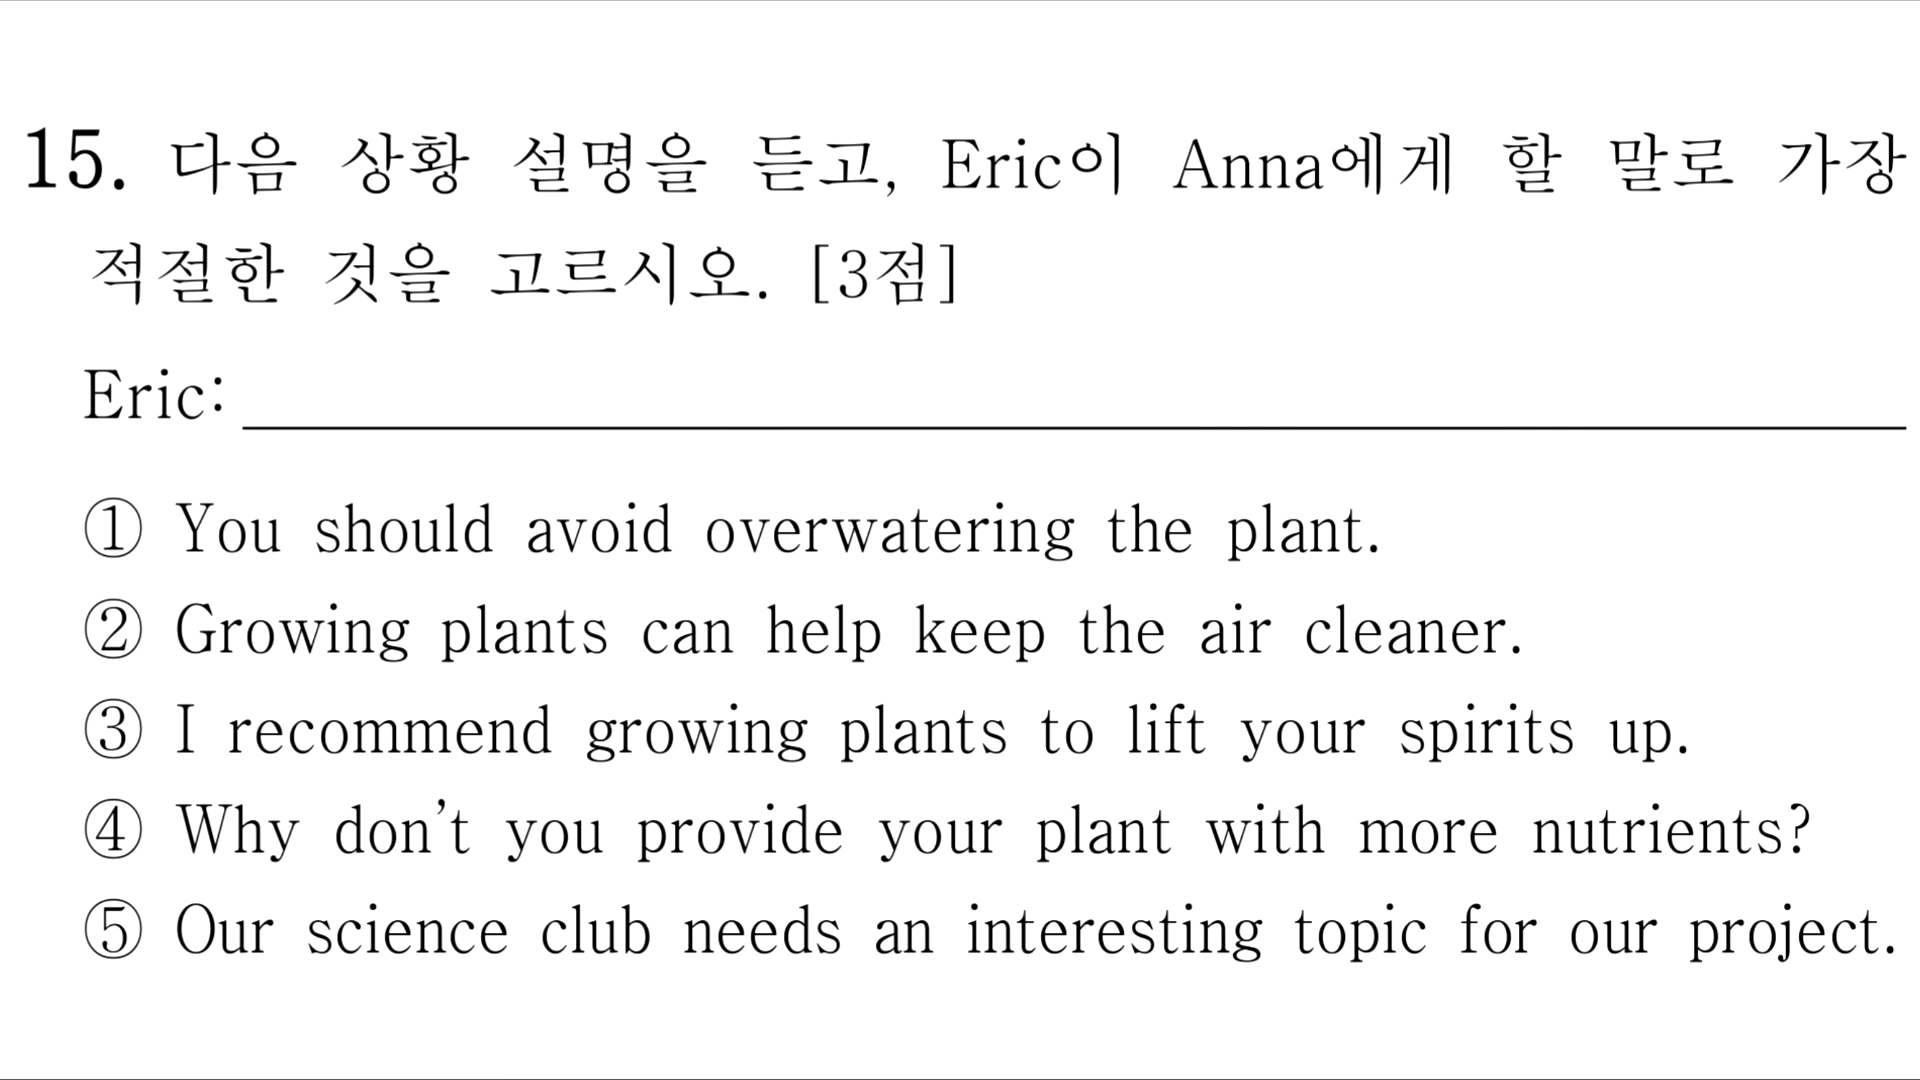 15. 다음 상황 설명을 듣고, Eric이 Anna에게 할 말로 가장
적절한 것을 고르시오. [3점]
Eric:
① You should avoid overwatering the plant.
② Growing plants can help keep the air cleaner.
③ I recommend growing plants to lift your spirits up.
④ Why don't you provide your plant with more nutrients?
⑤ Our science club needs an interesting topic for our project.